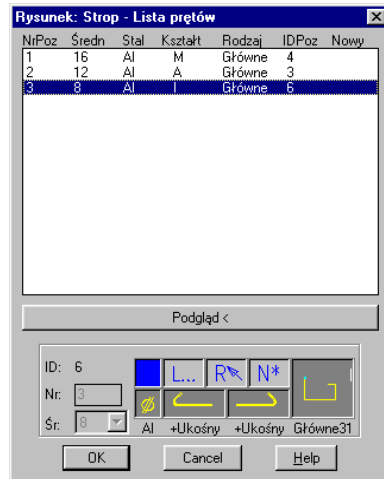 Rysunek: Strop - Lista prętów
NrPoz Średn Stal Kształt Rodzaj IDPoz Nowy
1 16 AI M Główne 4
2 12 AI A Główne 3
3 8 AI I Główne 6
Podgląd <
ID: 6
L... R N*
Nr: 3
Śr: 8
AI +Ukośny +Ukośny Główne31
OK Cancel Help